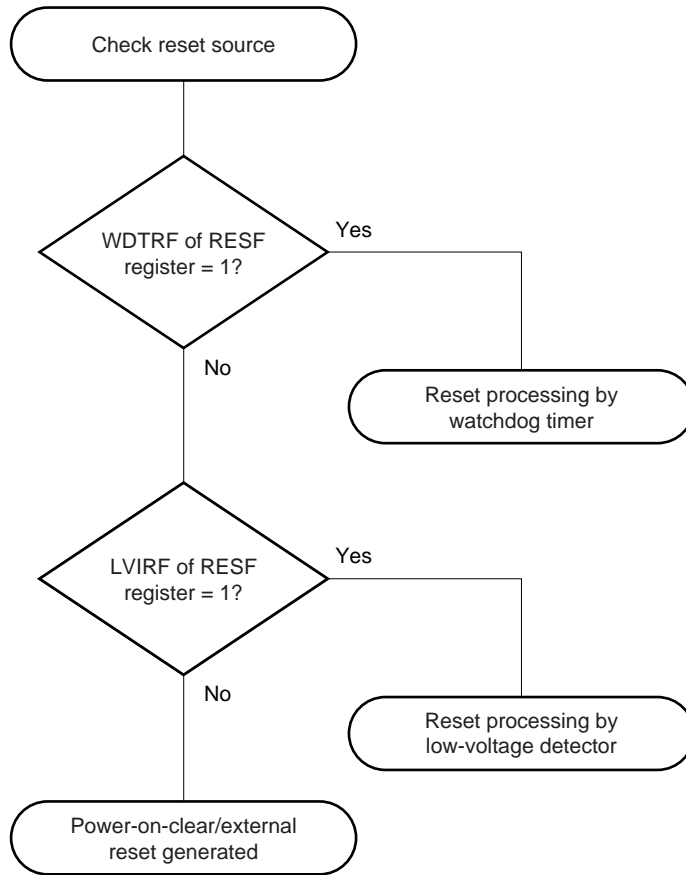 Check reset source
WDTRF of RESF
register = 1?
Yes
No
Reset processing by
watchdog timer
LVIRF of RESF
register = 1?
Yes
No
Reset processing by
low-voltage detector
Power-on-clear/external
reset generated